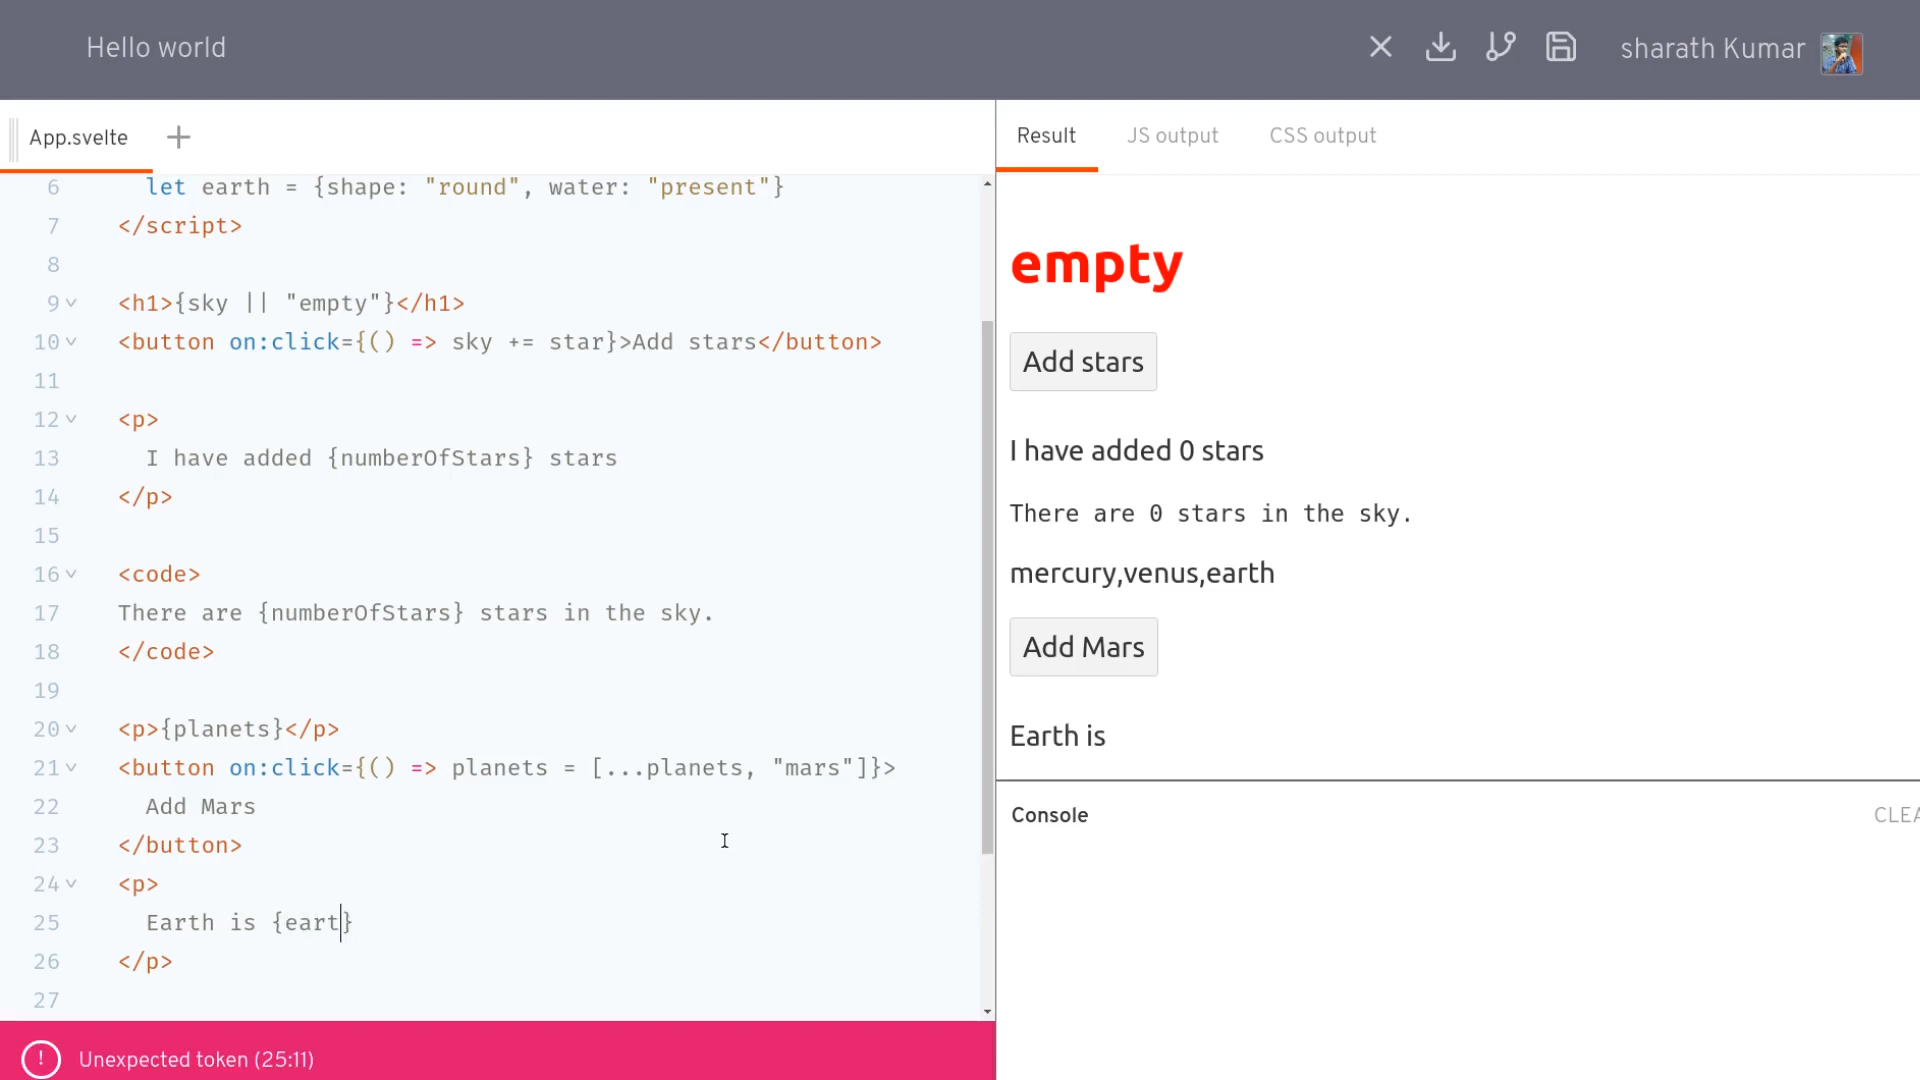 Hello world
sharath Kumar
App.svelte
Result JS output CSS output
6 let earth = {shape: "round", water: "present"}
7 </script>
8
9 <h1>{sky || "empty"}</h1>
10 <button on:click={() => sky += star}>Add stars</button>
11
12 <p>
13 I have added {numberOfStars} stars
14 </p>
15
16 <code>
17 There are {numberOfStars} stars in the sky.
18 </code>
19
20 <p>{planets}</p>
21 <button on:click={() => planets = [...planets, "mars"]}>
22 Add Mars
23 </button>
24 <p>
25 Earth is {eart}
26 </p>
27
Unexpected token (25:11)
empty
Add stars
I have added 0 stars
There are 0 stars in the sky.
mercury,venus,earth
Add Mars
Earth is
Console
CLEA